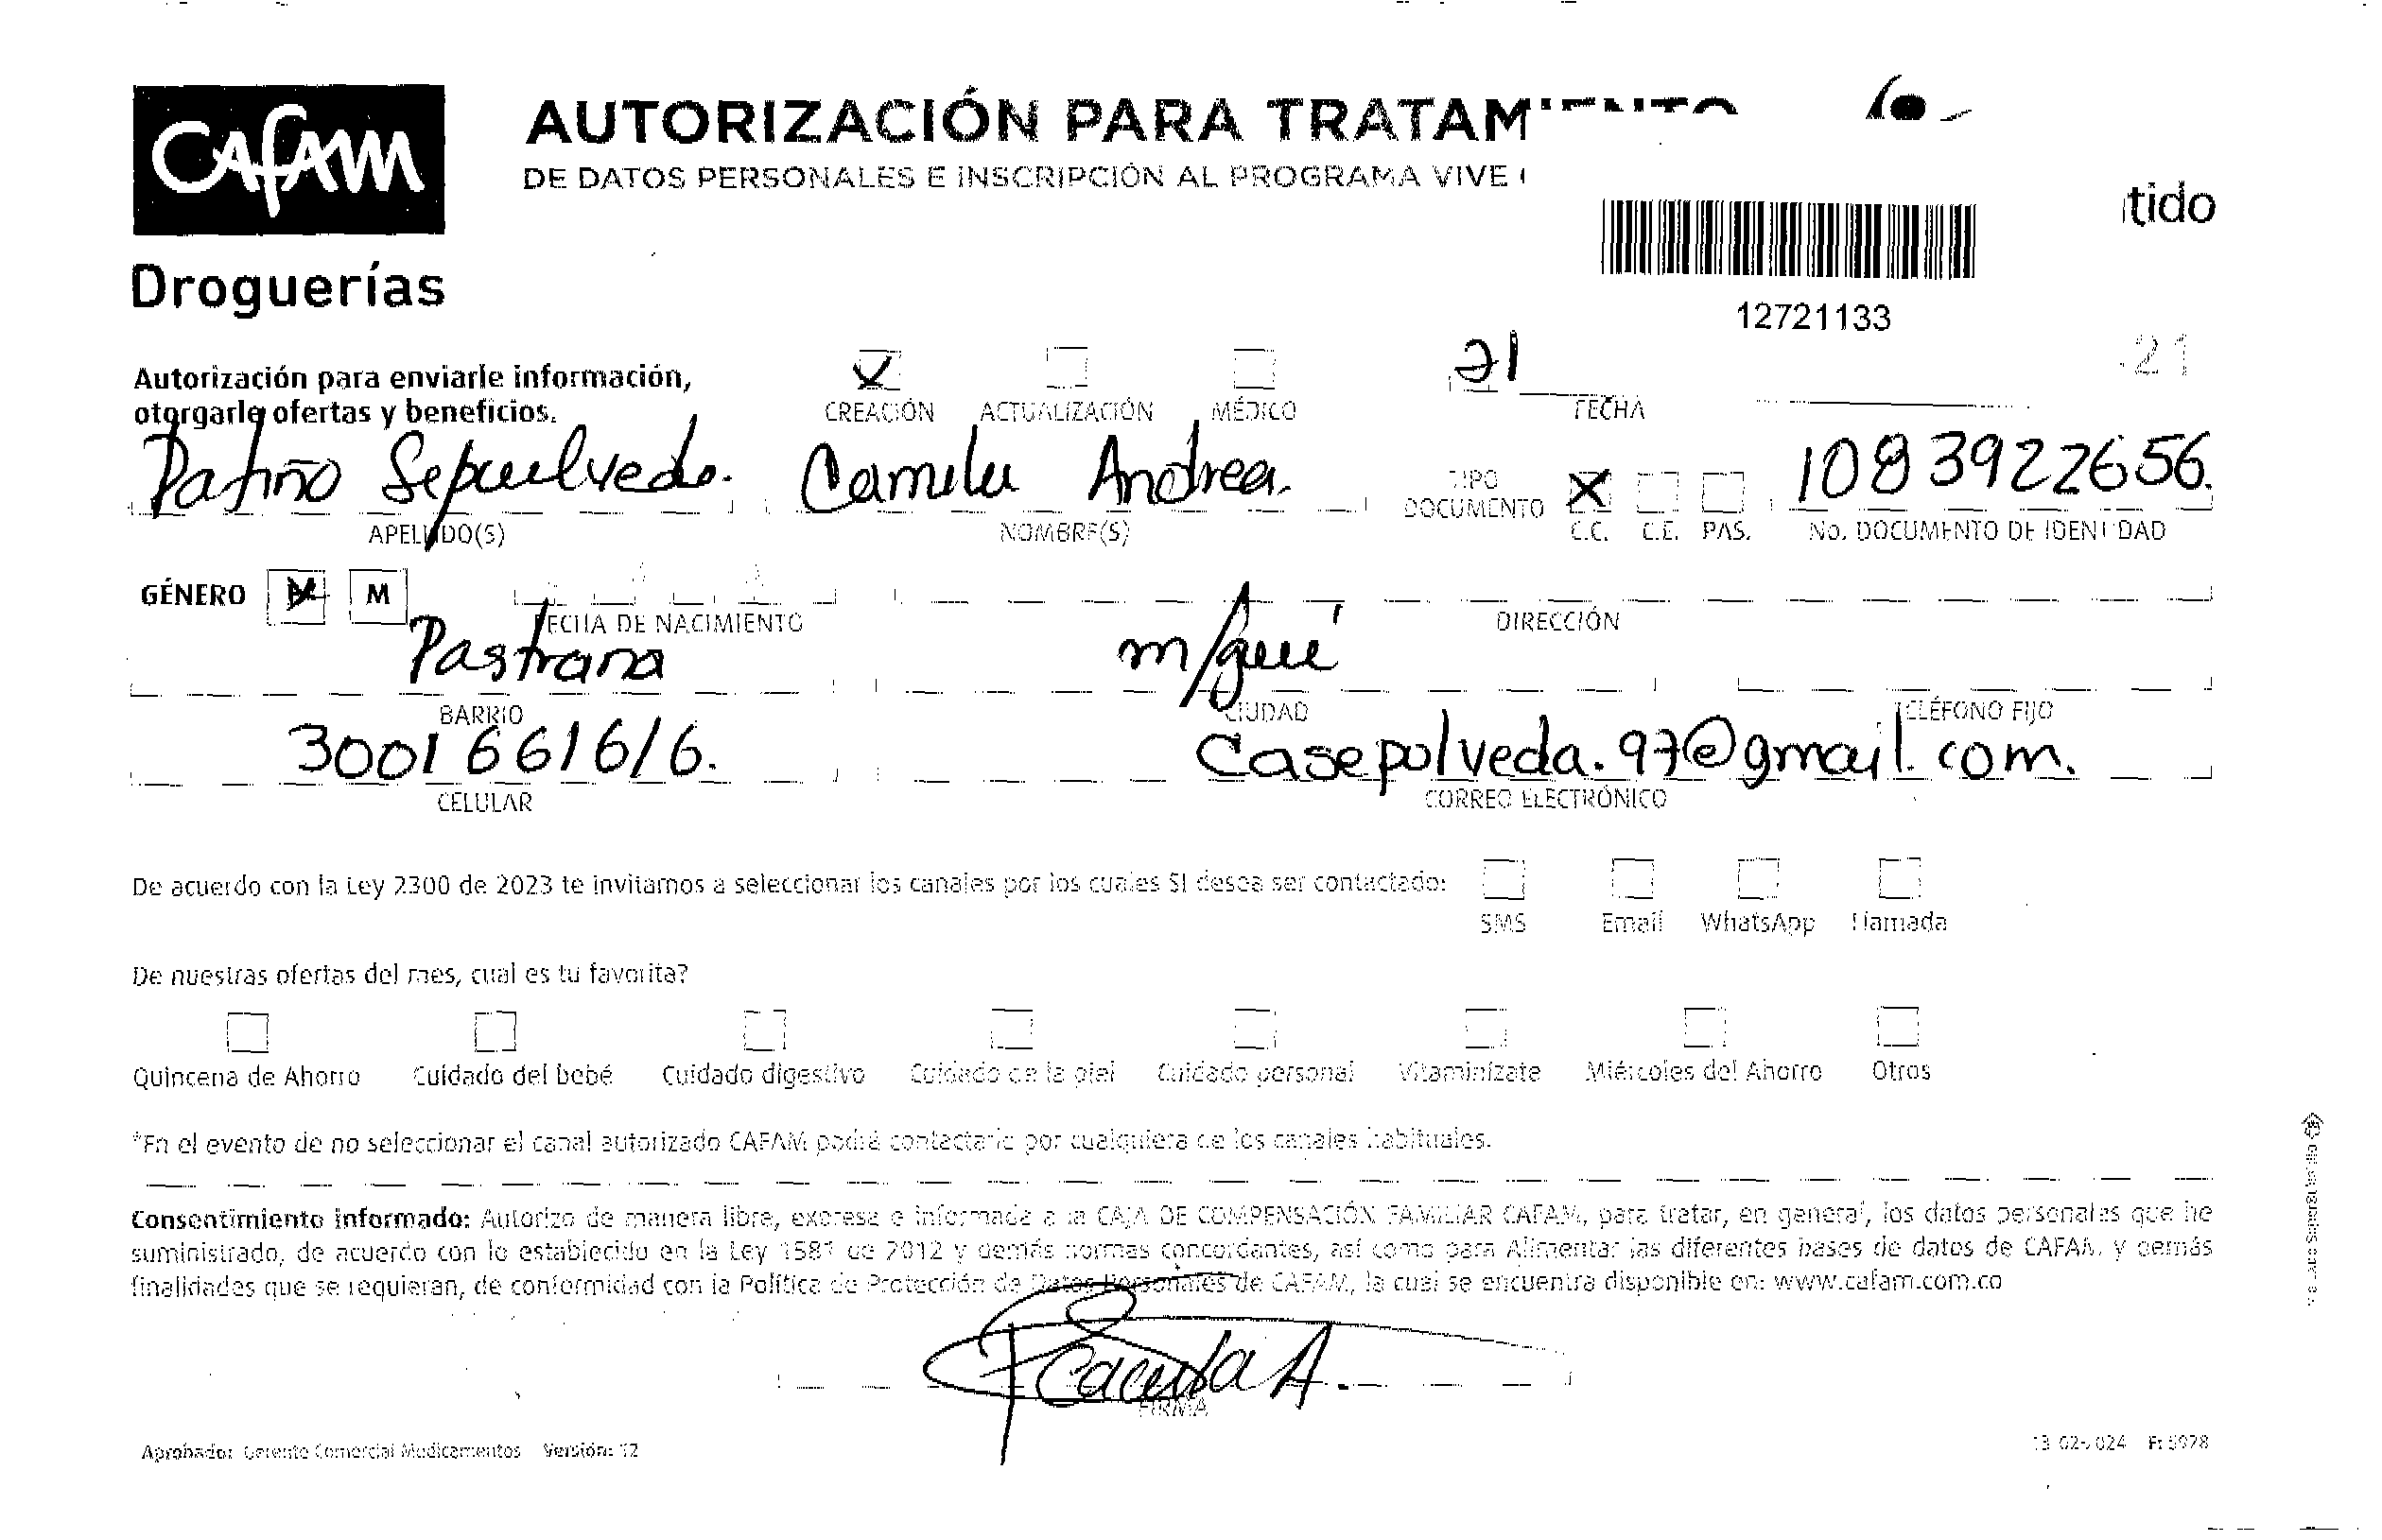 CAFAM
Droguerías
AUTORIZACIÓN PARA TRATAM
DE DATOS PERSONALES E INSCRIPCIÓN AL PROGRAMA VIVE
tido
12721133
21
Autorización para enviarle información,
otorgarle ofertas y beneficios.
X CREACIÓN ACTUALIZACIÓN MÉDICO
21 FECHA
Patiño Sepulveda. Camila Andrea. X 1083922656.
APELLIDO(S) NOMBRE(S) TIPO DOCUMENTO C.C. C.E. PAS. No. DOCUMENTO DE IDENTIDAD
GÉNERO X M
FECHA DE NACIMIENTO DIRECCIÓN
Pastrana m/gué
BARRIO CIUDAD TELÉFONO FIJO
3001661616. Casepolveda.97@gmail.com.
CELULAR CORREO ELECTRÓNICO
De acuerdo con la Ley 2300 de 2023 te invitamos a seleccionar los canales por los cuales SI desea ser contactado:
SMS Email WhatsApp Llamada
De nuestras ofertas del mes, cual es tu favorita?
Quincena de Ahorro Cuidado del bebé Cuidado digestivo Cuidado de la piel Cuidado personal Vitaminízate Miércoles del Ahorro Otros
*En el evento de no seleccionar el canal autorizado CAFAM podrá contactarle por cualquiera de los canales habituales.
Consentimiento informado: Autorizo de manera libre, expresa e informada a la CAJA DE COMPENSACIÓN FAMILIAR CAFAM, para tratar, en general, los datos personales que he
suministrado, de acuerdo con lo establecido en la Ley 1581 de 2012 y demás normas concordantes, así como para Alimentar las diferentes bases de datos de CAFAM, y demás
finalidades que se requieran, de conformidad con la Política de Protección de Datos Personales de CAFAM, la cual se encuentra disponible en: www.cafam.com.co
Camila A.
FIRMA
Aprobado: Gerente Comercial Medicamentos Versión: 12
Vigilado Supersubsidio